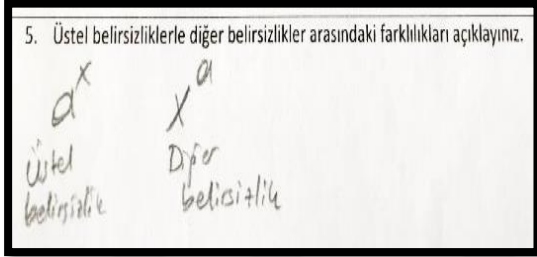 5. Üstel belirsizliklerle diğer belirsizlikler arasındaki farklılıkları açıklayınız.
a^x x^a
Üstel Diğer
belirsizlik belirsizlik